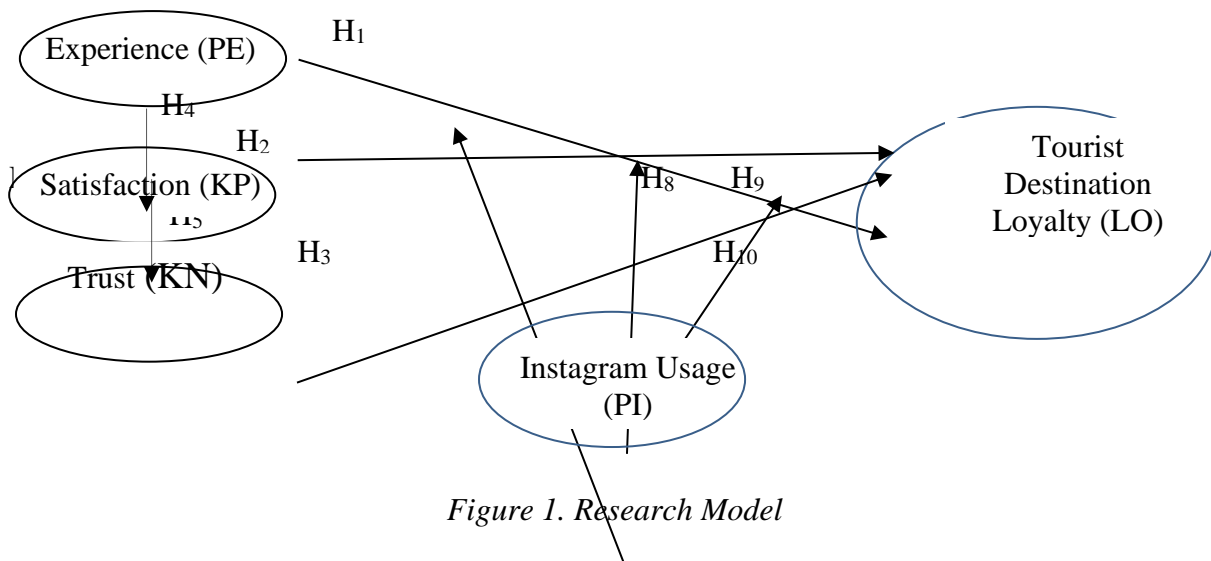 H₁
Experience (PE)
H₄
H₂
Tourist
Satisfaction (KP)
H₈
H₉
Destination
H₅
Loyalty (LO)
H₃
H₁₀
Trust (KN)
Instagram Usage
(PI)
Figure 1. Research Model